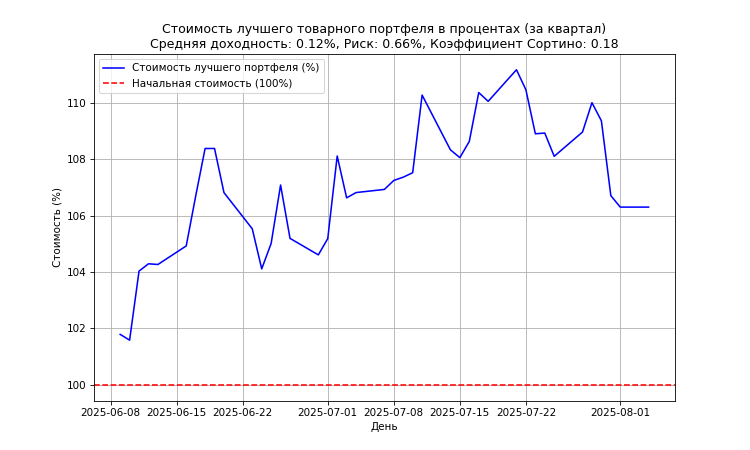 Стоимость лучшего товарного портфеля в процентах (за квартал)
Средняя доходность: 0.12%, Риск: 0.66%, Коэффициент Сортино: 0.18
Стоимость лучшего портфеля (%)
Начальная стоимость (100%)
Стоимость (%)
110
108
106
104
102
100
2025-06-08
2025-06-15
2025-06-22
2025-07-01
2025-07-08
2025-07-15
2025-07-22
2025-08-01
День